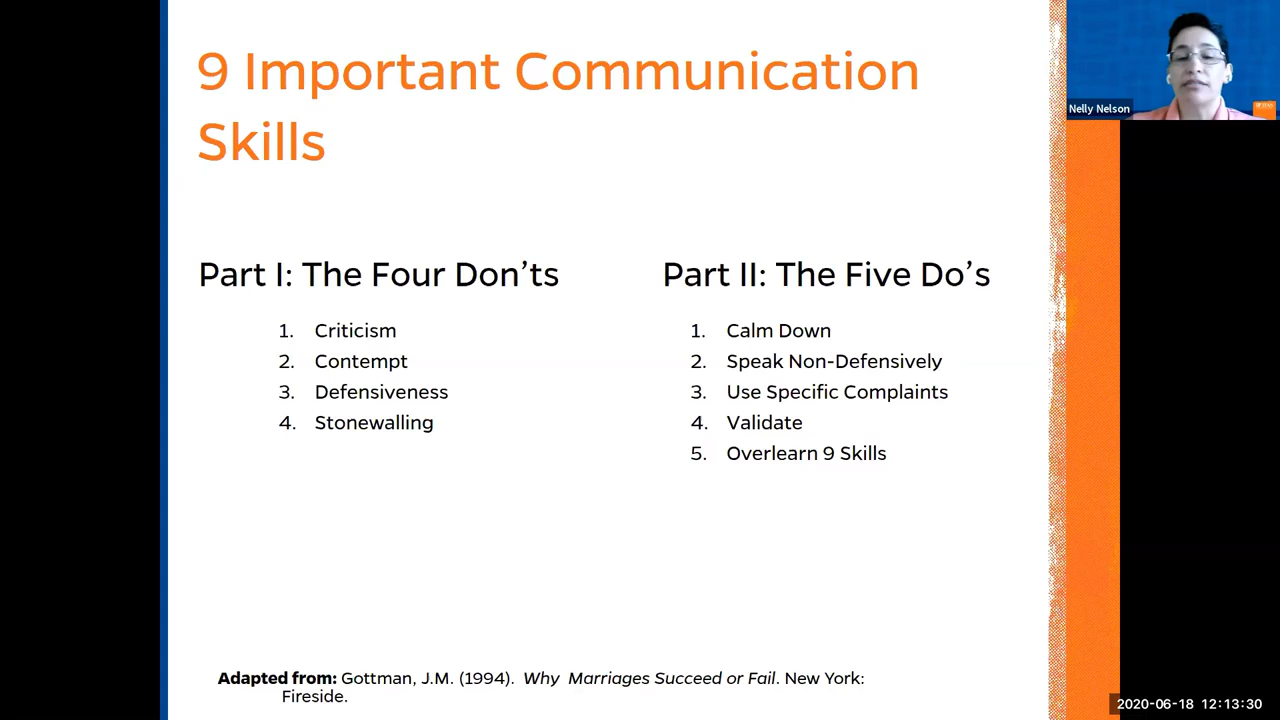 9 Important Communication
Skills
Nelly Nelson
Part I: The Four Don’ts
1. Criticism
2. Contempt
3. Defensiveness
4. Stonewalling
Part II: The Five Do’s
1. Calm Down
2. Speak Non-Defensively
3. Use Specific Complaints
4. Validate
5. Overlearn 9 Skills
Adapted from: Gottman, J.M. (1994). Why Marriages Succeed or Fail. New York:
Fireside.
2020-06-18 12:13:30